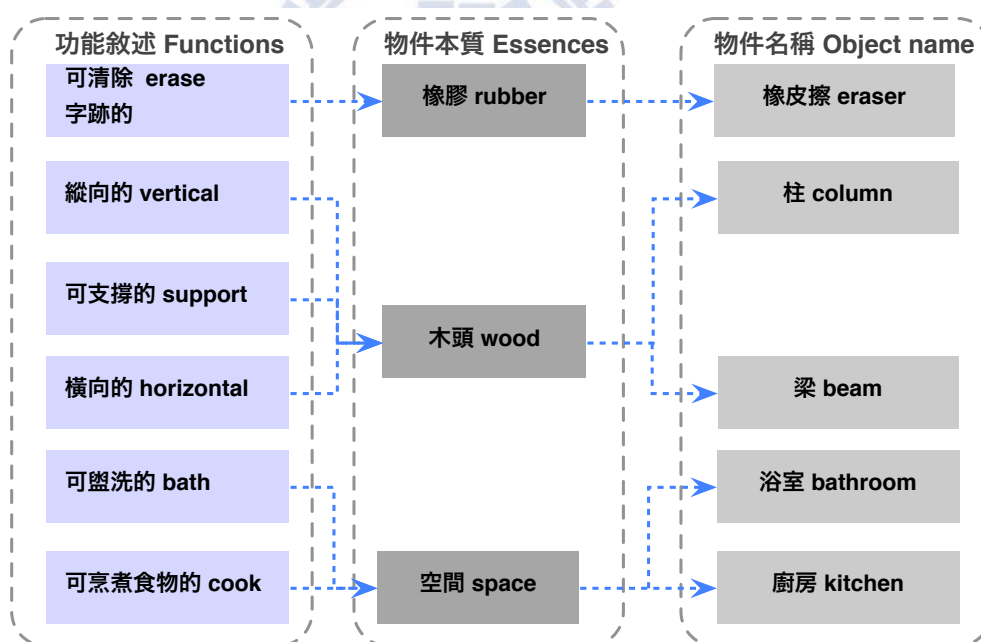 功能敘述 Functions
可清除 erase
字跡的
縱向的 vertical
可支撐的 support
橫向的 horizontal
可盥洗的 bath
可烹煮食物的 cook
物件本質 Essences
橡膠 rubber
木頭 wood
空間 space
物件名稱 Object name
橡皮擦 eraser
柱 column
梁 beam
浴室 bathroom
廚房 kitchen